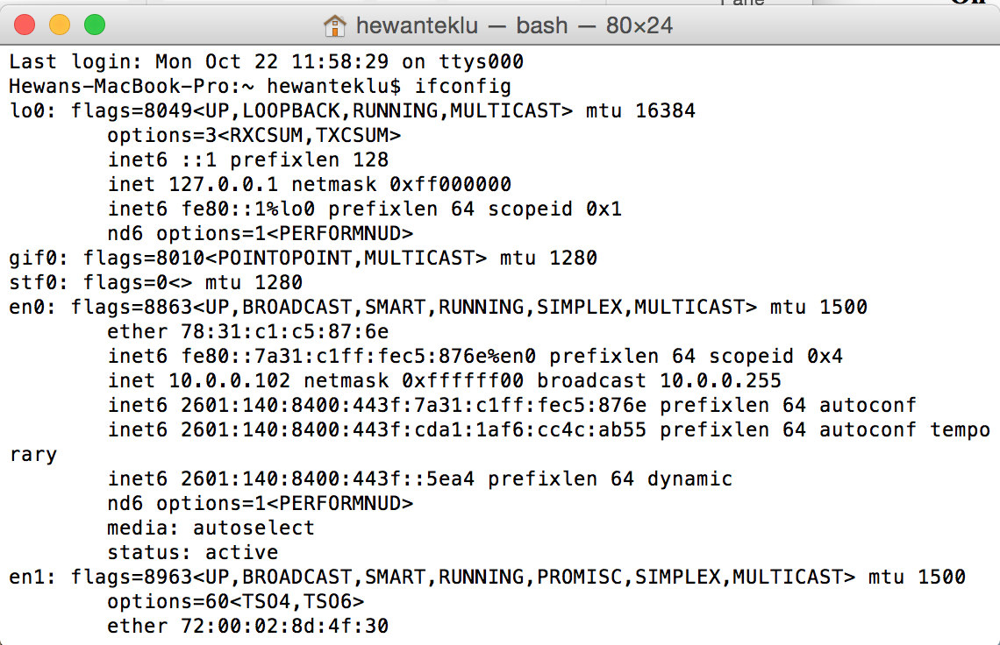 Pane
On
hewanteklu — bash — 80×24
Last login: Mon Oct 22 11:58:29 on ttys000
Hewans-MacBook-Pro:~ hewanteklu$ ifconfig
lo0: flags=8049<UP,LOOPBACK,RUNNING,MULTICAST> mtu 16384
options=3<RXCSUM,TXCSUM>
inet6 ::1 prefixlen 128
inet 127.0.0.1 netmask 0xff000000
inet6 fe80::1%lo0 prefixlen 64 scopeid 0x1
nd6 options=1<PERFORMNUD>
gif0: flags=8010<POINTOPOINT,MULTICAST> mtu 1280
stf0: flags=0<> mtu 1280
en0: flags=8863<UP,BROADCAST,SMART,RUNNING,SIMPLEX,MULTICAST> mtu 1500
ether 78:31:c1:c5:87:6e
inet6 fe80::7a31:c1ff:fec5:876e%en0 prefixlen 64 scopeid 0x4
inet 10.0.0.102 netmask 0xffffff00 broadcast 10.0.0.255
inet6 2601:140:8400:443f:7a31:c1ff:fec5:876e prefixlen 64 autoconf
inet6 2601:140:8400:443f:cda1:1af6:cc4c:ab55 prefixlen 64 autoconf tempo
rary
inet6 2601:140:8400:443f::5ea4 prefixlen 64 dynamic
nd6 options=1<PERFORMNUD>
media: autoselect
status: active
en1: flags=8963<UP,BROADCAST,SMART,RUNNING,PROMISC,SIMPLEX,MULTICAST> mtu 1500
options=60<TSO4,TSO6>
ether 72:00:02:8d:4f:30